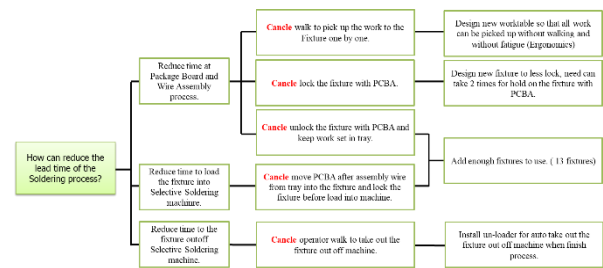 How can reduce the
lead time of the
Soldering process?
Reduce time at
Package Board and
Wire Assembly
process.
Cancle walk to pick up the work to the
Fixture one by one.
Design new worktable so that all work
can be picked up without walking and
without fatigue (Ergonomics)
Cancle lock the fixture with PCBA.
Design new fixture to less lock, need can
take 2 times for hold on the fixture with
PCBA.
Cancle unlock the fixture with PCBA and
keep work set in tray.
Add enough fixtures to use. ( 13 fixtures)
Reduce time to load
the fixture into
Selective Soldering
machinre.
Cancle move PCBA after assembly wire
from tray into the fixture and lock the
fixture before load into machine.
Reduce time to the
fixture outoff
Selective Soldering
machine.
Cancle operator walk to take out the
fixture out off machine.
Install un-loader for auto take out the
fixture out off machine when finish
process.